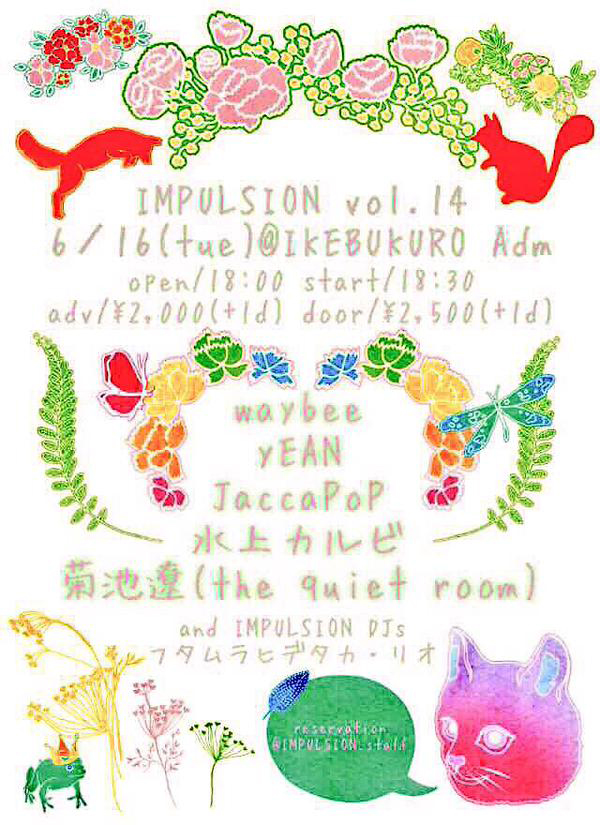 IMPULSION vol.14
6/16(tue)@IKEBUKURO Adm
open/18:00 start/18:30
adv/¥2,000(+1d) door/¥2,500(+1d)
waybee
yEAN
JaccaPoP
水上カルビ
菊池遼(the quiet room)
and IMPULSION DJs
フタムラヒデタカ・リオ
reservation
@IMPULSION_staff